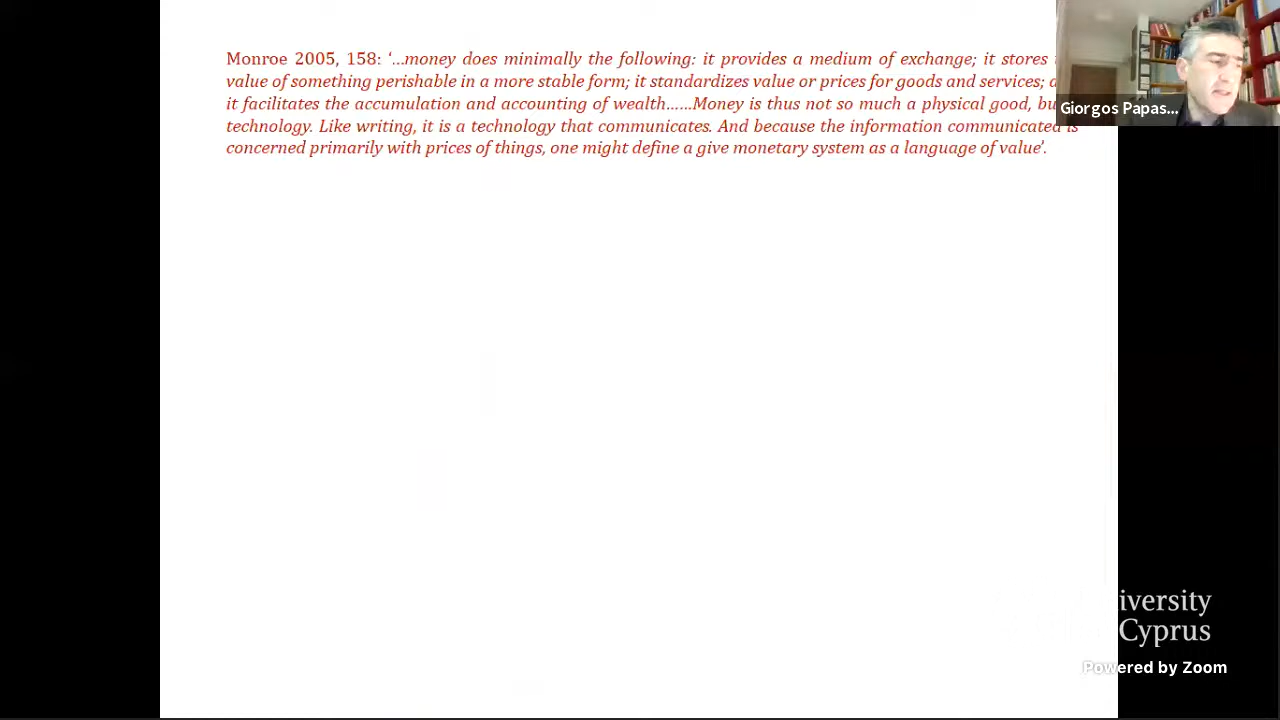 Monroe 2005, 158: ‘...money does minimally the following: it provides a medium of exchange; it stores
value of something perishable in a more stable form; it standardizes value or prices for goods and services;
it facilitates the accumulation and accounting of wealth......Money is thus not so much a physical good,
technology. Like writing, it is a technology that communicates. And because the information communicated is
concerned primarily with prices of things, one might define a give monetary system as a language of value’.
Giorgos Papas...
iversity
Cyprus
Powered by Zoom